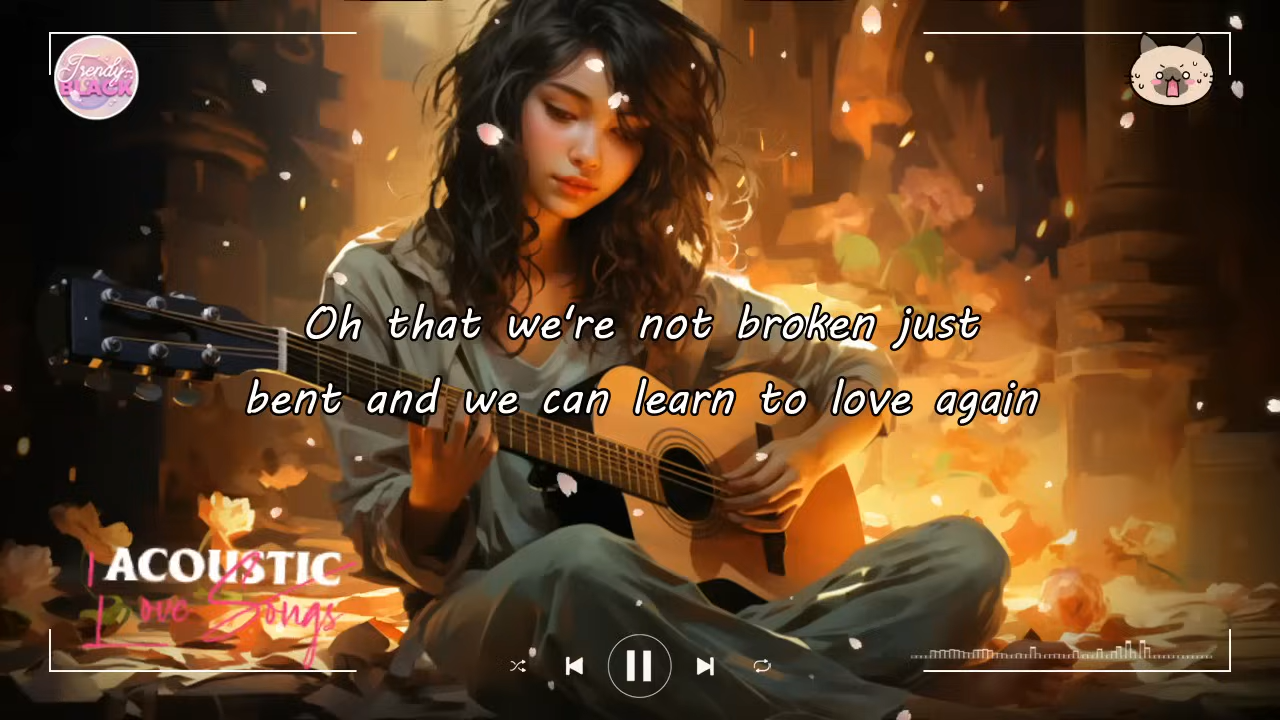 Trendy
BLACK
Oh that we're not broken just
bent and we can learn to love again
ACOUSTIC
Love Songs